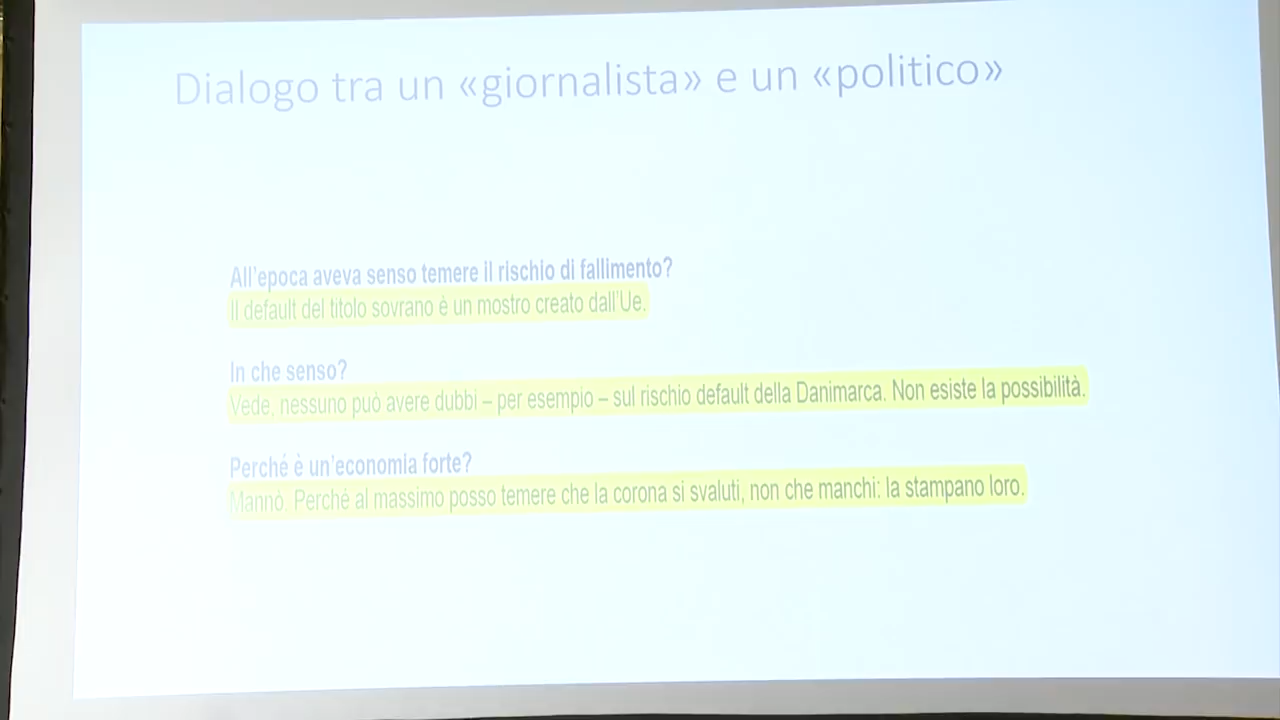 Dialogo tra un «giornalista» e un «politico»
All'epoca aveva senso temere il rischio di fallimento?
Il default del titolo sovrano è un mostro creato dall'Ue.
In che senso?
Vede, nessuno può avere dubbi – per esempio – sul rischio default della Danimarca. Non esiste la possibilità.
Perché è un'economia forte?
Mannò. Perché al massimo posso temere che la corona si svaluti, non che manchi: la stampano loro.